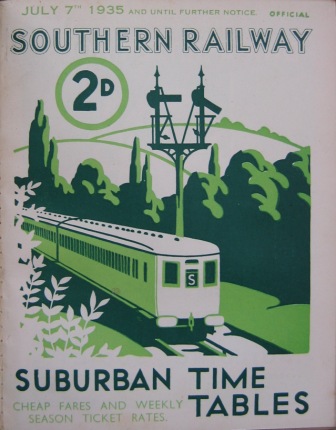 JULY 7TH 1935 AND UNTIL FURTHER NOTICE. OFFICIAL
SOUTHERN RAILWAY
2D
S
SUBURBAN TIME
TABLES
CHEAP FARES AND WEEKLY
SEASON TICKET RATES.